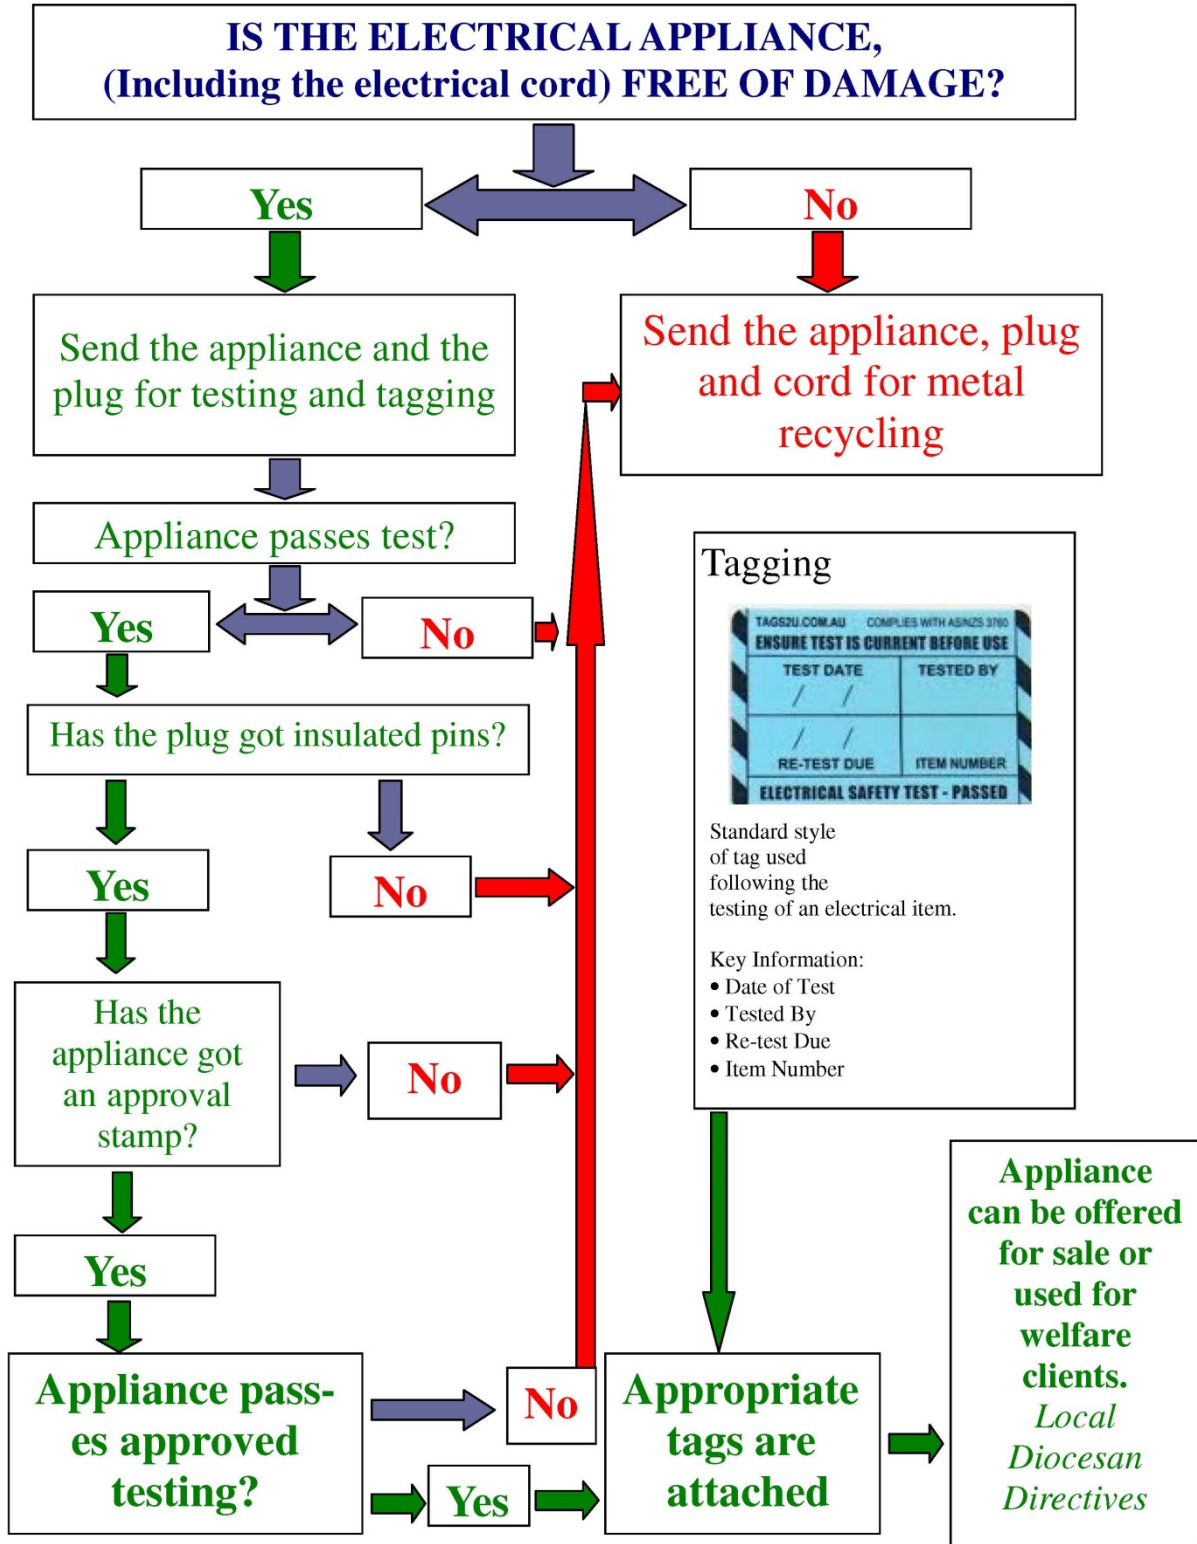 IS THE ELECTRICAL APPLIANCE,
(Including the electrical cord) FREE OF DAMAGE?
Yes
No
Send the appliance and the
plug for testing and tagging
Send the appliance, plug
and cord for metal
recycling
Appliance passes test?
Yes
No
Has the plug got insulated pins?
Yes
No
Has the
appliance got
an approval
stamp?
No
Yes
Appliance pass-
es approved
testing?
No
Yes
Tagging
TAGS2U.COM.AU COMPLIES WITH AS/NZS 3760
ENSURE TEST IS CURRENT BEFORE USE
TEST DATE TESTED BY
/ /
/ /
RE-TEST DUE ITEM NUMBER
ELECTRICAL SAFETY TEST - PASSED
Standard style
of tag used
following the
testing of an electrical item.
Key Information:
• Date of Test
• Tested By
• Re-test Due
• Item Number
Appropriate
tags are
attached
Appliance
can be offered
for sale or
used for
welfare
clients.
Local
Diocesan
Directives